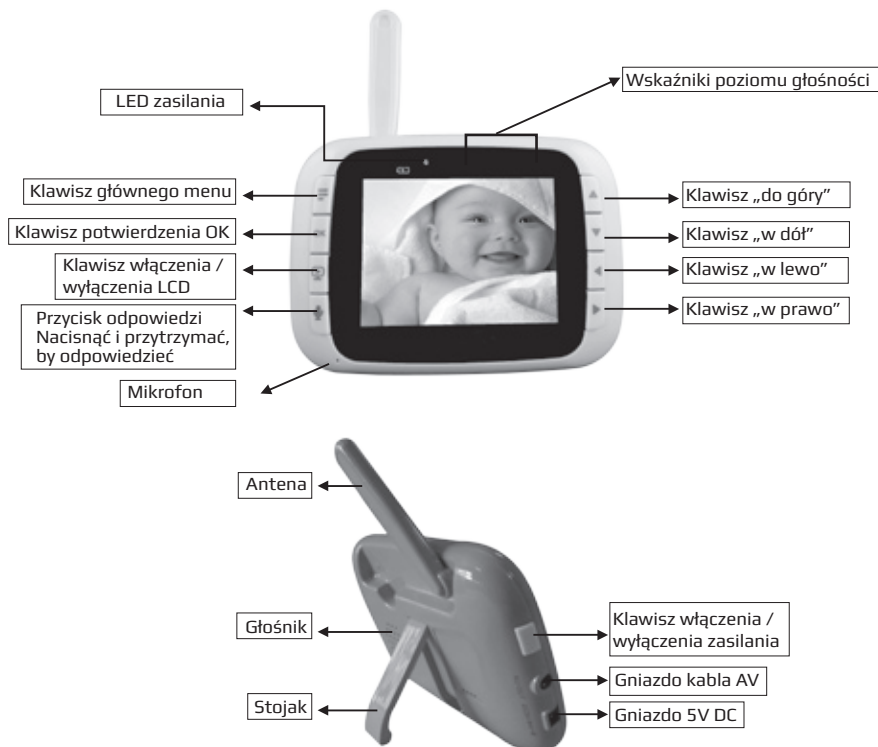 Wskaźniki poziomu głośności
LED zasilania
Klawisz głównego menu
Klawisz „do góry”
Klawisz potwierdzenia OK
Klawisz „w dół”
Klawisz włączenia /
wyłączenia LCD
Klawisz „w lewo”
Przycisk odpowiedzi
Nacisnąć i przytrzymać,
by odpowiedzieć
Klawisz „w prawo”
Mikrofon
Antena
Głośnik
Klawisz włączenia /
wyłączenia zasilania
Stojak
Gniazdo kabla AV
Gniazdo 5V DC